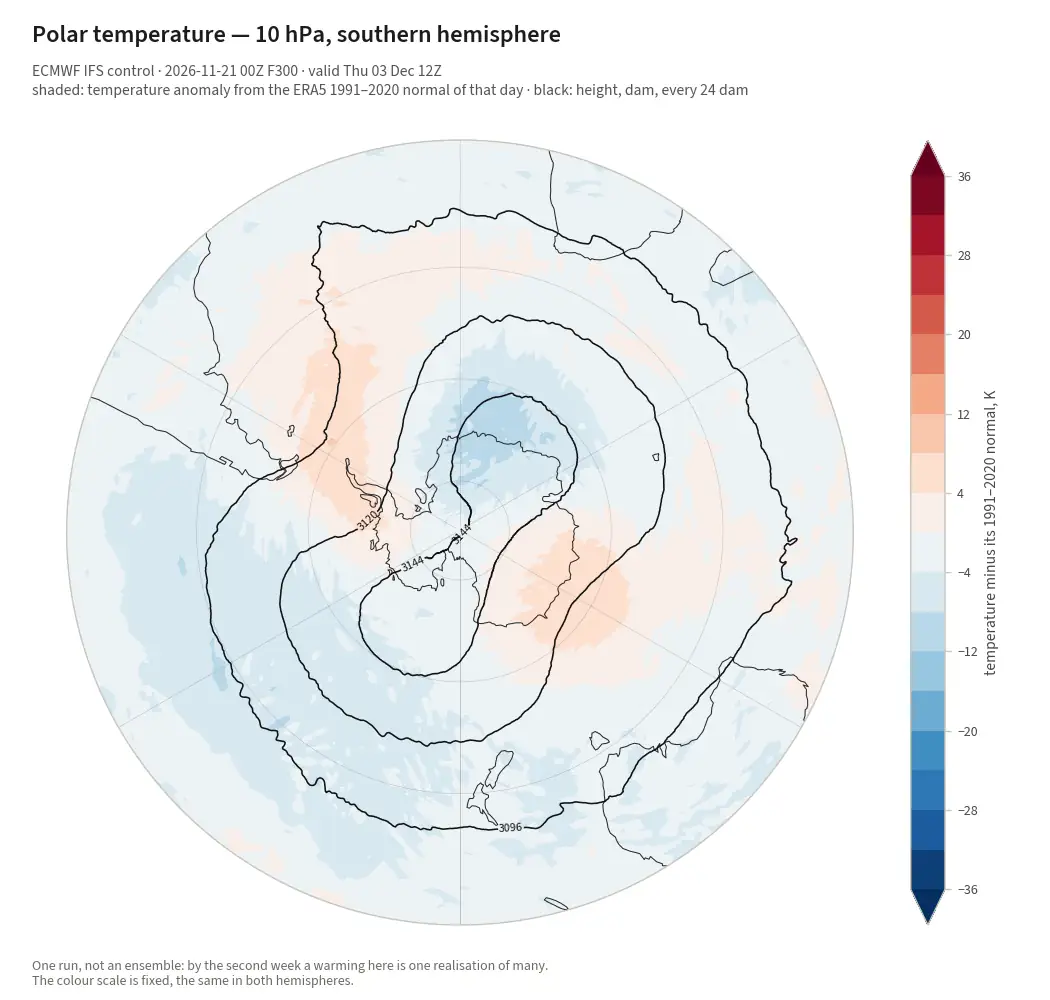 Polar temperature — 10 hPa, southern hemisphere
ECMWF IFS control · 2026-11-21 00Z F300 · valid Thu 03 Dec 12Z
shaded: temperature anomaly from the ERA5 1991–2020 normal of that day · black: height, dam, every 24 dam
36
28
20
12
4
−4
−12
−20
−28
−36
temperature minus its 1991–2020 normal, K
3120
3144
3144
3096
One run, not an ensemble: by the second week a warming here is one realisation of many.
The colour scale is fixed, the same in both hemispheres.